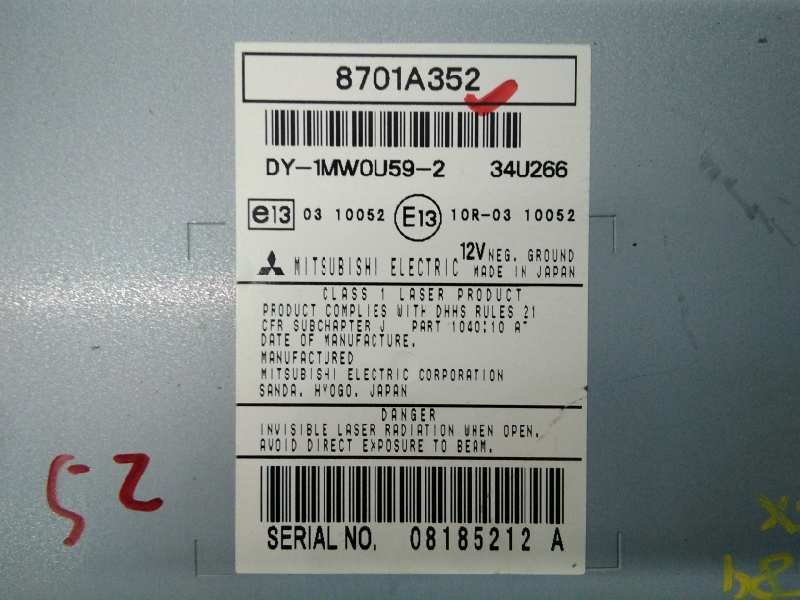 8701A352
DY-1MW0U59-2 34U266
e13 03 10052 E13 10R-03 10052
MITSUBISHI ELECTRIC 12V NEG. GROUND
MADE IN JAPAN
CLASS 1 LASER PRODUCT
PRODUCT COMPLIES WITH DHHS RULES 21
CFR SUBCHAPTER J PART 1040:10 AT
DATE OF MANUFACTURE.
MANUFACTURED
MITSUBISHI ELECTRIC CORPORATION
SANDA. HYOGO. JAPAN
DANGER
INVISIBLE LASER RADIATION WHEN OPEN.
AVOID DIRECT EXPOSURE TO BEAM.
SERIAL NO. 08185212 A
52